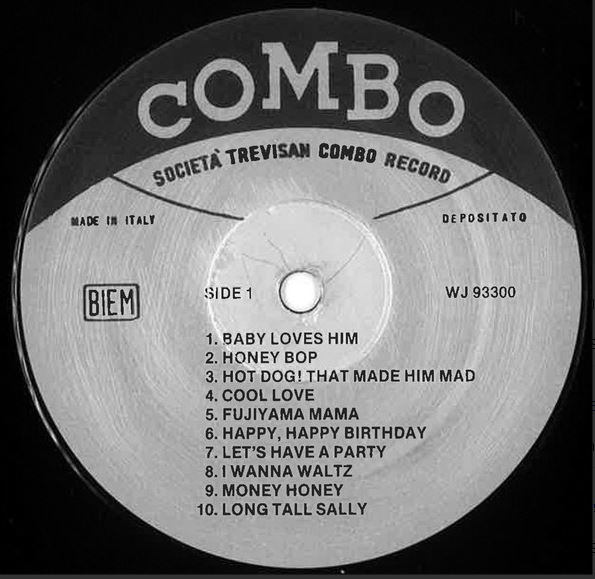 COMBO
SOCIETÀ TREVISAN COMBO RECORD
MADE IN ITALY
DEPOSITATO
BIEM
SIDE 1
WJ 93300
1. BABY LOVES HIM
2. HONEY BOP
3. HOT DOG! THAT MADE HIM MAD
4. COOL LOVE
5. FUJIYAMA MAMA
6. HAPPY, HAPPY BIRTHDAY
7. LET'S HAVE A PARTY
8. I WANNA WALTZ
9. MONEY HONEY
10. LONG TALL SALLY